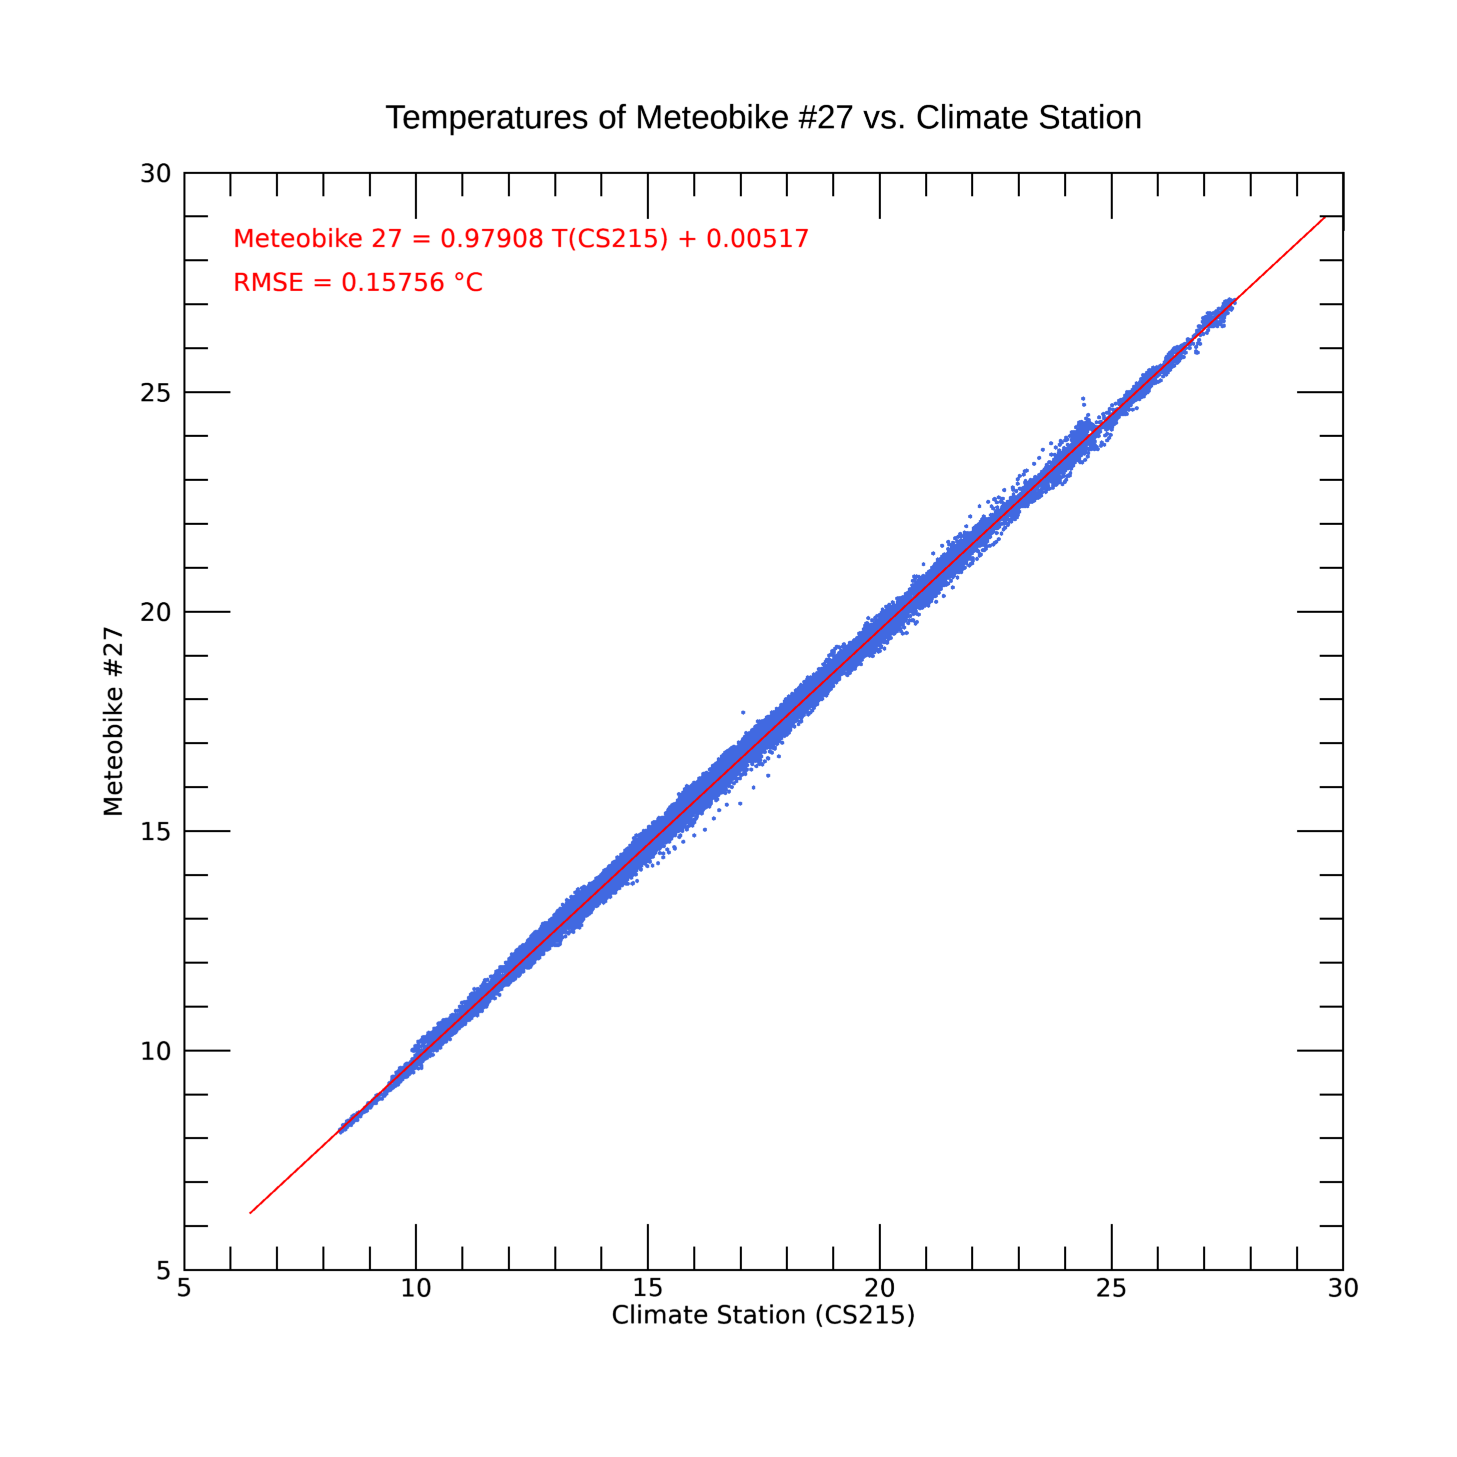 Temperatures of Meteobike #27 vs. Climate Station
30
Meteobike 27 = 0.97908 T(CS215) + 0.00517
RMSE = 0.15756 °C
25
20
Meteobike #27
15
10
5
5 10 15 20 25 30
Climate Station (CS215)